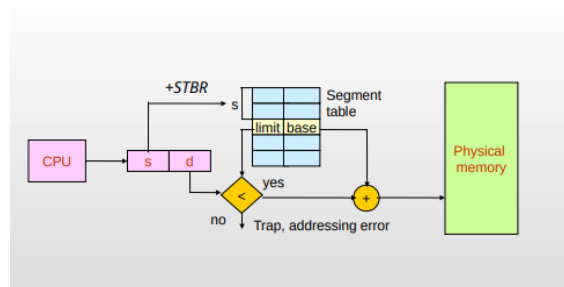 +STBR
s
Segment
table
limit base
CPU
s d
Physical
memory
<
yes
+
no
Trap, addressing error